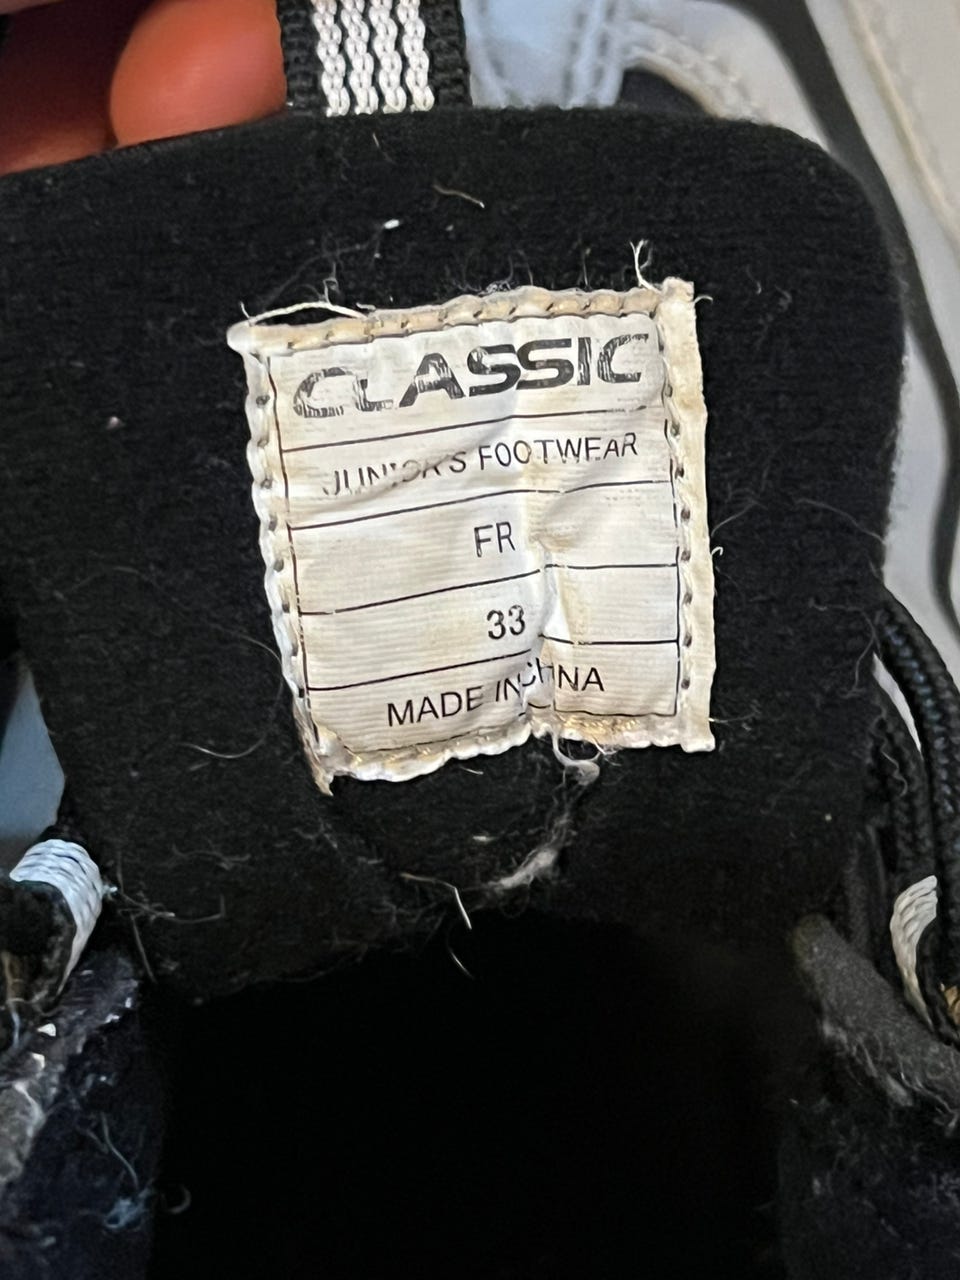 CLASSIC
JUNIOR'S FOOTWEAR
FR
33
MADE IN CHINA